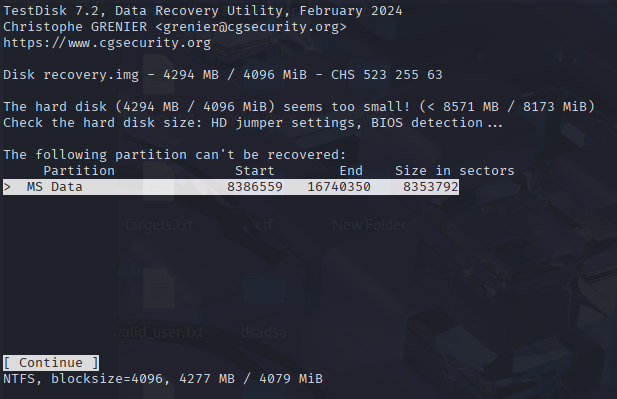 TestDisk 7.2, Data Recovery Utility, February 2024
Christophe GRENIER <grenier@cgsecurity.org>
https://www.cgsecurity.org
Disk recovery.img - 4294 MB / 4096 MiB - CHS 523 255 63
The hard disk (4294 MB / 4096 MiB) seems too small! (< 8571 MB / 8173 MiB)
Check the hard disk size: HD jumper settings, BIOS detection...
The following partition can't be recovered:
Partition Start End Size in sectors
> MS Data 8386559 16740350 8353792
targets.txt ctf New Folder
valid_user.txt dsadsa
[ Continue ]
NTFS, blocksize=4096, 4277 MB / 4079 MiB